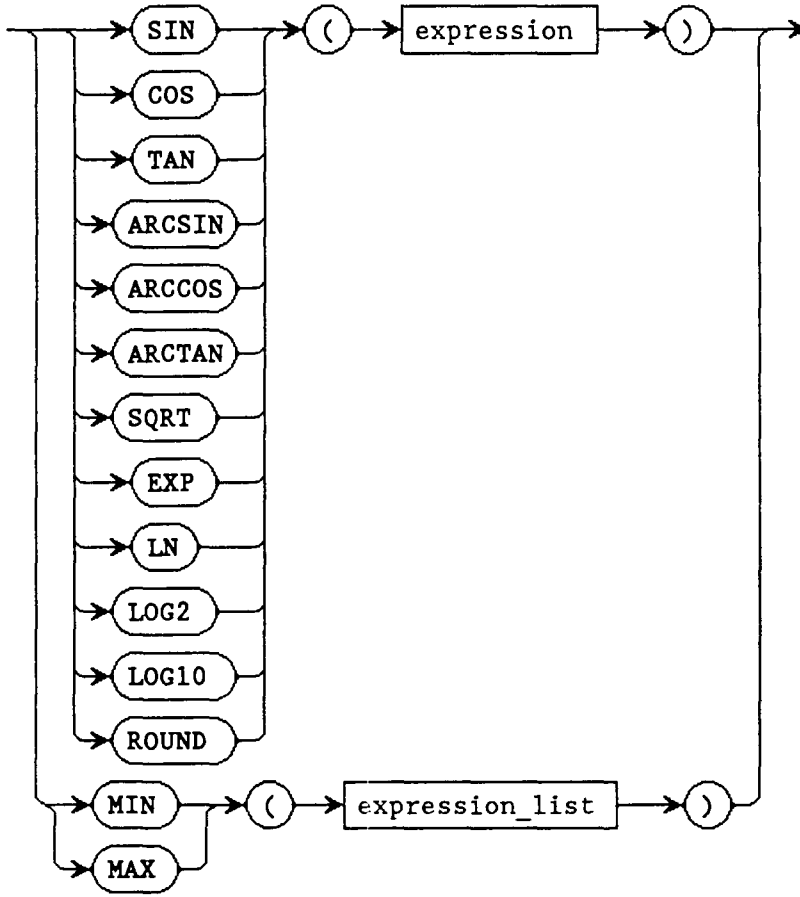 SIN ( expression )
COS
TAN
ARCSIN
ARCCOS
ARCTAN
SQRT
EXP
LN
LOG2
LOG10
ROUND
MIN ( expression_list )
MAX